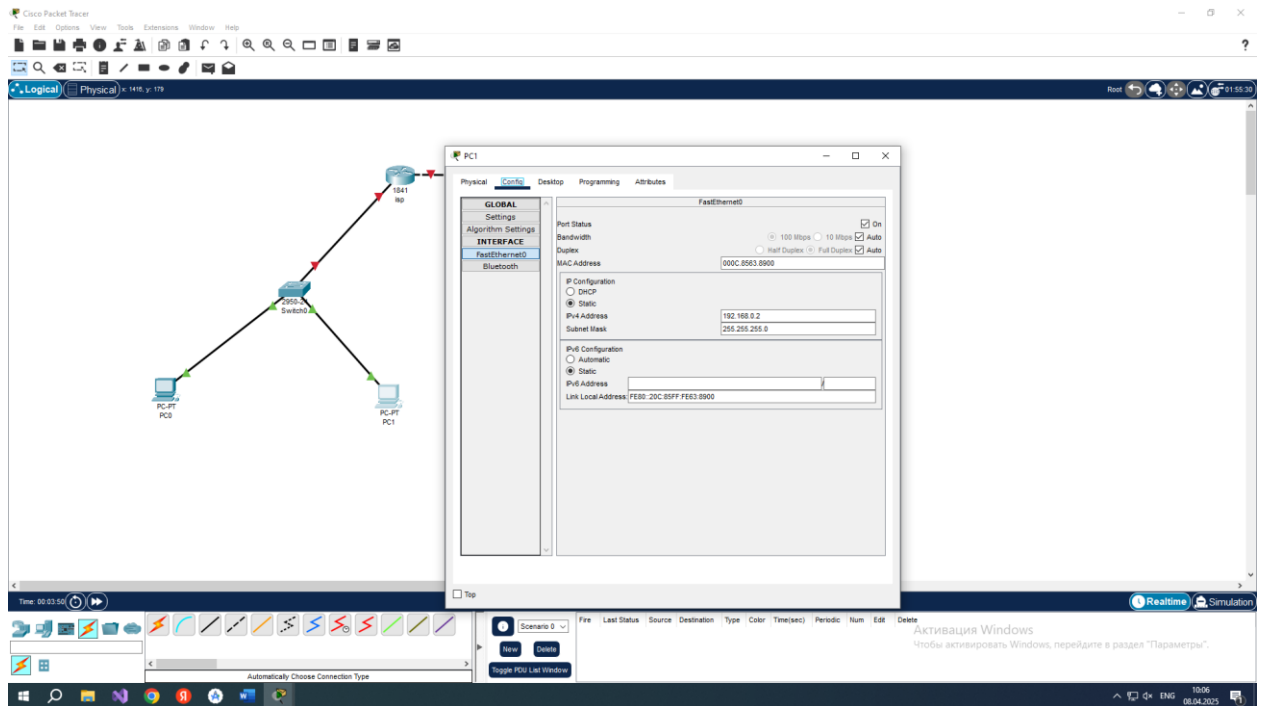 Cisco Packet Tracer
File Edit Options View Tools Extensions Window Help
?
Logical Physical x: 1418, y: 179
Root 01:55:30
1841
isp
2950-2
Switch0
PC-PT
PC0
PC-PT
PC1
PC1
Physical Config Desktop Programming Attributes
GLOBAL
Settings
Algorithm Settings
INTERFACE
FastEthernet0
Bluetooth
FastEthernet0
Port Status On
Bandwidth 100 Mbps 10 Mbps Auto
Duplex Half Duplex Full Duplex Auto
MAC Address 000C.8563.8900
IP Configuration
DHCP
Static
IPv4 Address 192.168.0.2
Subnet Mask 255.255.255.0
IPv6 Configuration
Automatic
Static
IPv6 Address /
Link Local Address: FE80::20C:85FF:FE63:8900
Top
Time: 00:03:50
Realtime Simulation
Scenario 0
New Delete
Toggle PDU List Window
Fire Last Status Source Destination Type Color Time(sec) Periodic Num Edit Delete
Automatically Choose Connection Type
Активация Windows
Чтобы активировать Windows, перейдите в раздел "Параметры".
ENG 10:06
08.04.2025